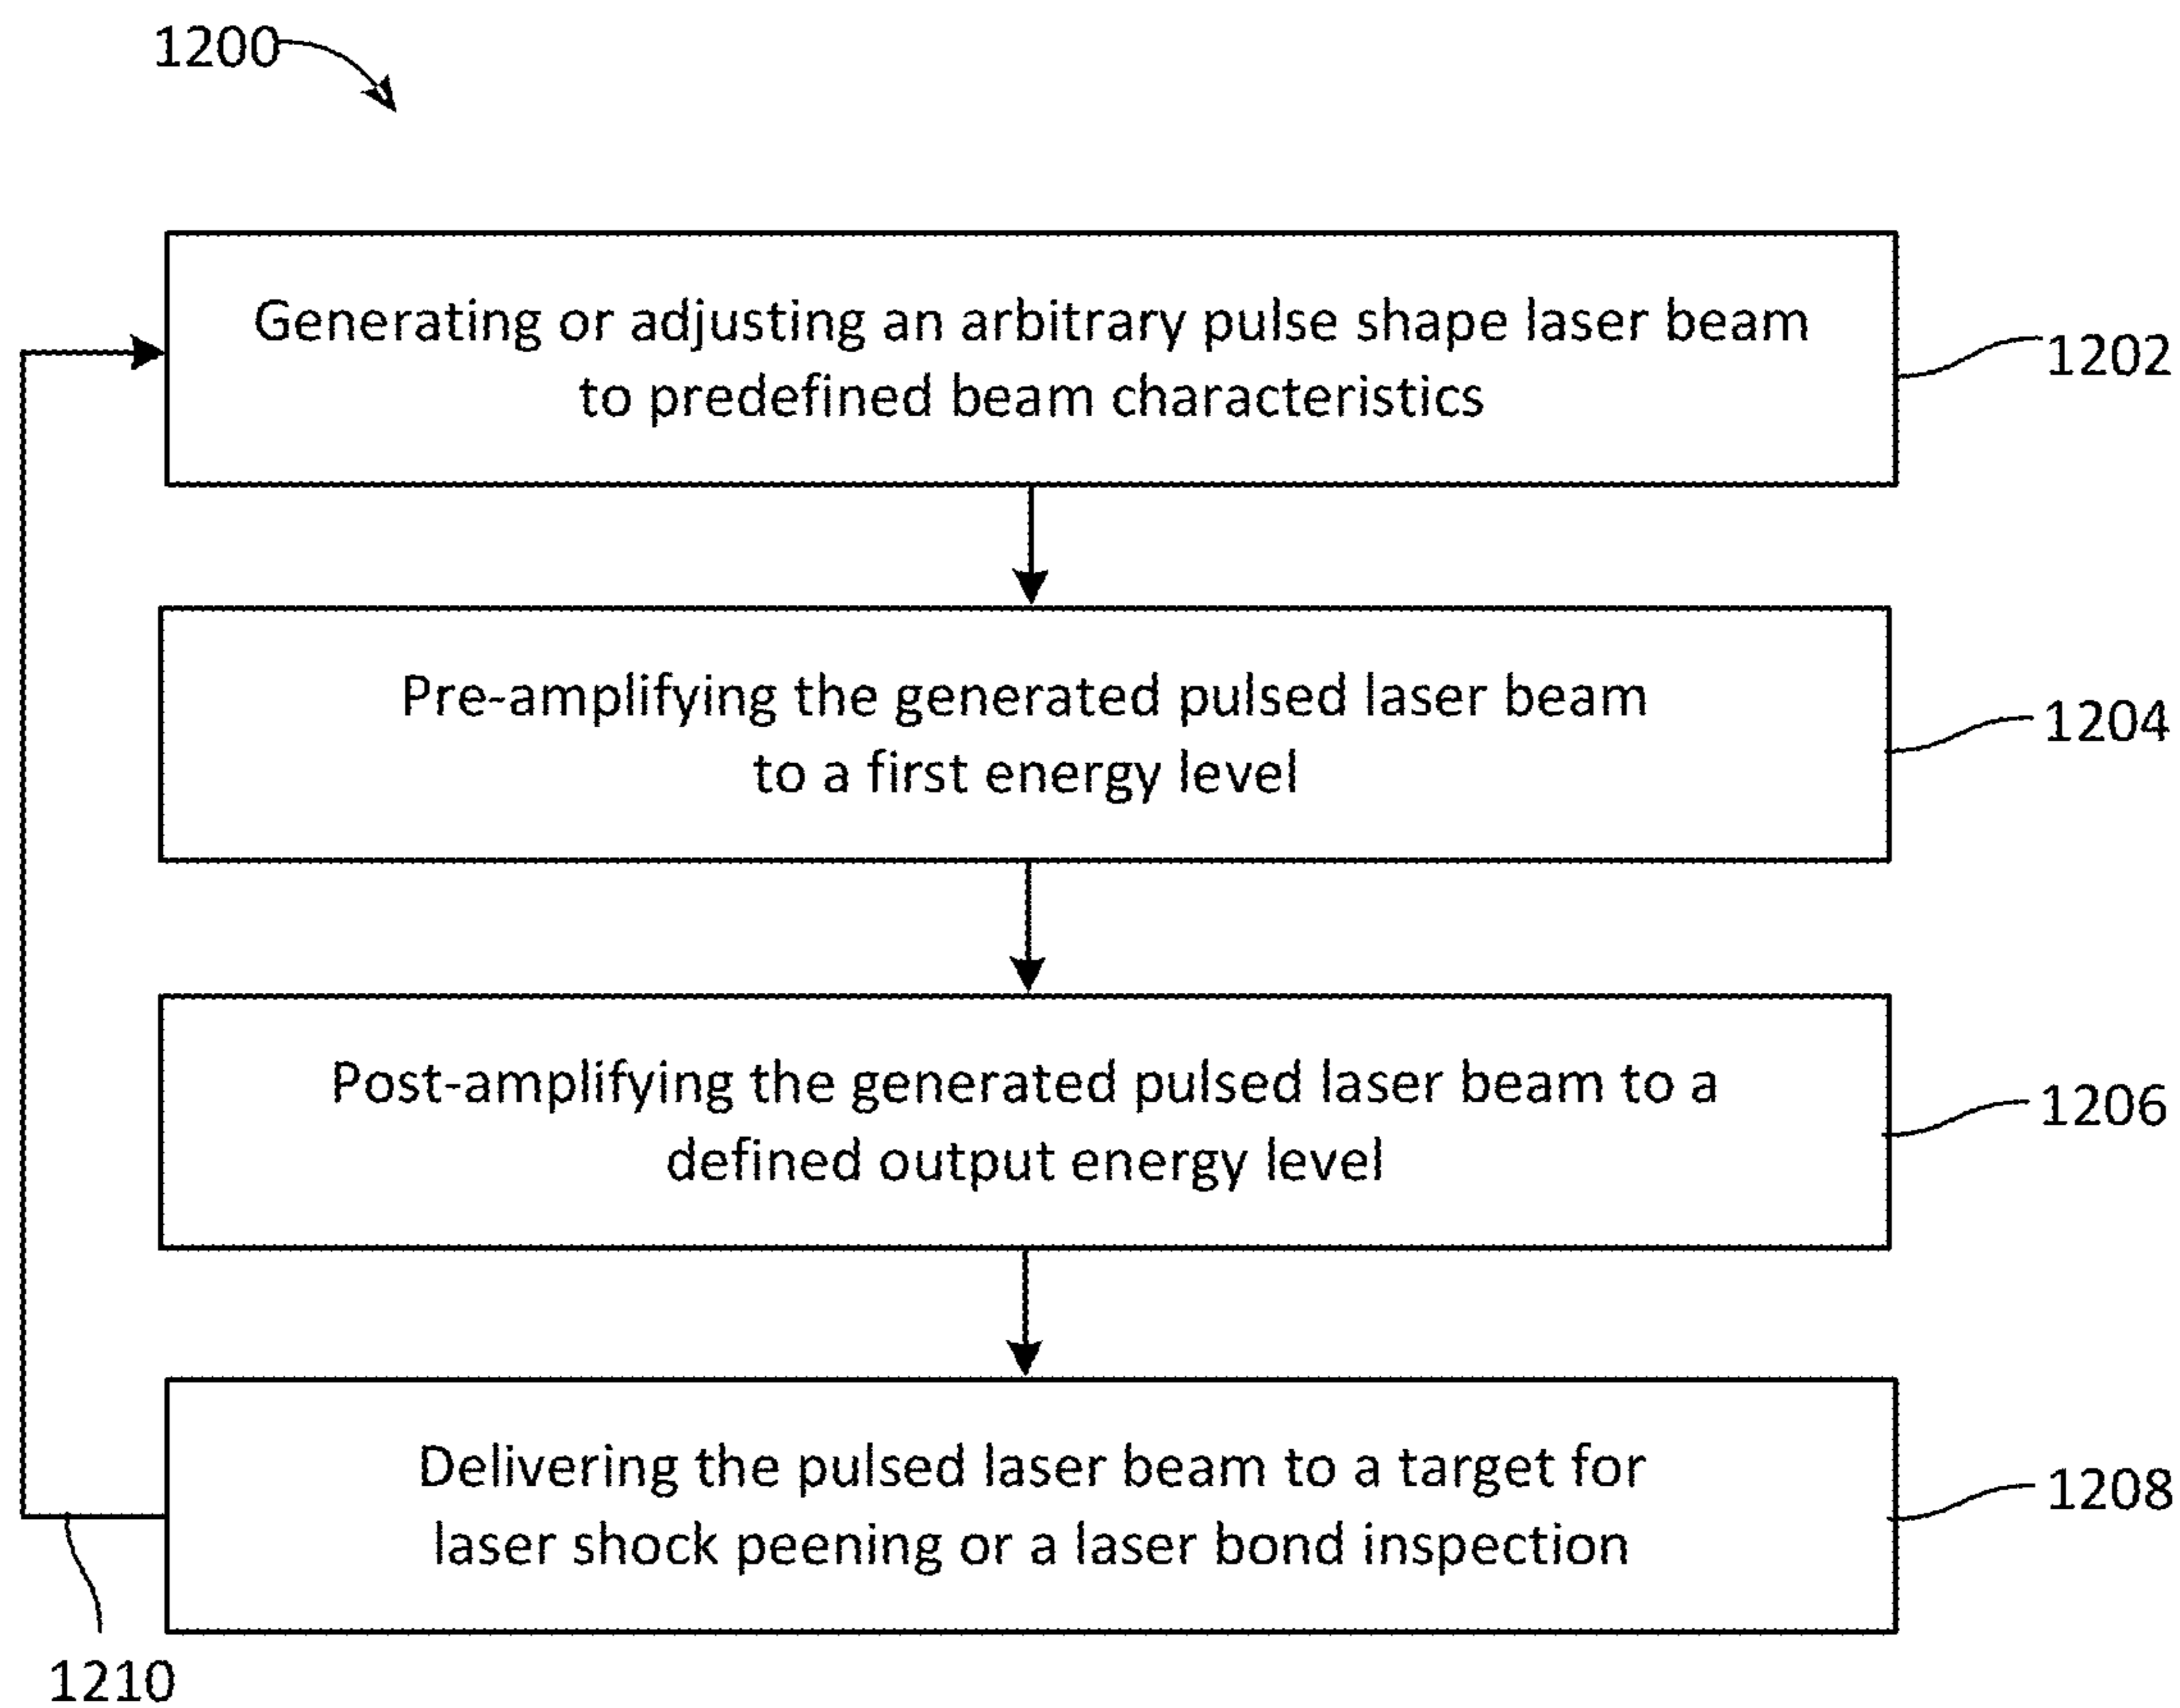 1200
Generating or adjusting an arbitrary pulse shape laser beam
to predefined beam characteristics
1202
Pre-amplifying the generated pulsed laser beam
to a first energy level
1204
Post-amplifying the generated pulsed laser beam to a
defined output energy level
1206
Delivering the pulsed laser beam to a target for
laser shock peening or a laser bond inspection
1208
1210